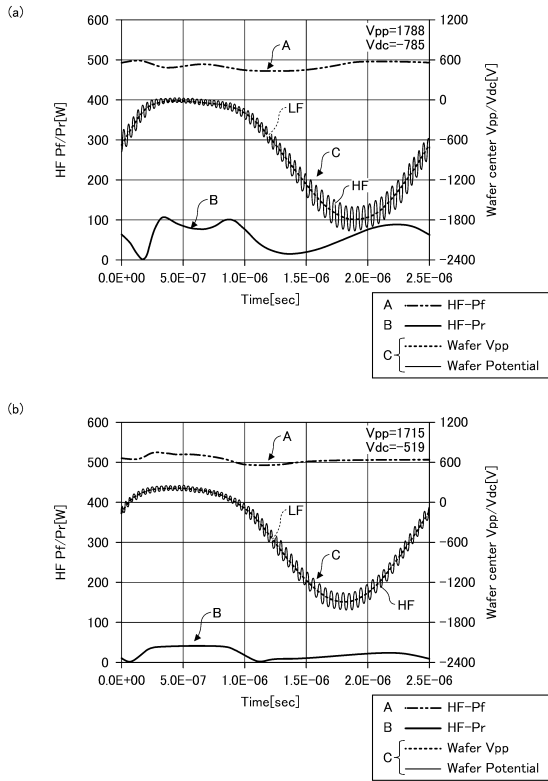 (a)
600
500
400
300
200
100
0
HF Pf/Pr[W]
1200
600
0
-600
-1200
-1800
-2400
Wafer center Vpp/Vdc[V]
Vpp=1788
Vdc=-785
A
LF
C
HF
B
0.0E+00
5.0E-07
1.0E-06
1.5E-06
2.0E-06
2.5E-06
Time[sec]
A HF-Pf
B HF-Pr
C Wafer Vpp
Wafer Potential
(b)
600
500
400
300
200
100
0
HF Pf/Pr[W]
1200
600
0
-600
-1200
-1800
-2400
Wafer center Vpp/Vdc[V]
Vpp=1715
Vdc=-519
A
LF
C
HF
B
0.0E+00
5.0E-07
1.0E-06
1.5E-06
2.0E-06
2.5E-06
Time[sec]
A HF-Pf
B HF-Pr
C Wafer Vpp
Wafer Potential